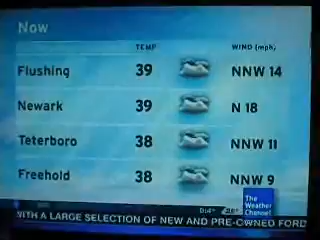 Now
TEMP WIND (mph)
Flushing 39 NNW 14
Newark 39 N 18
Teterboro 38 NNW 11
Freehold 38 NNW 9
The
Weather
Channel
WITH A LARGE SELECTION OF NEW AND PRE-OWNED FORD